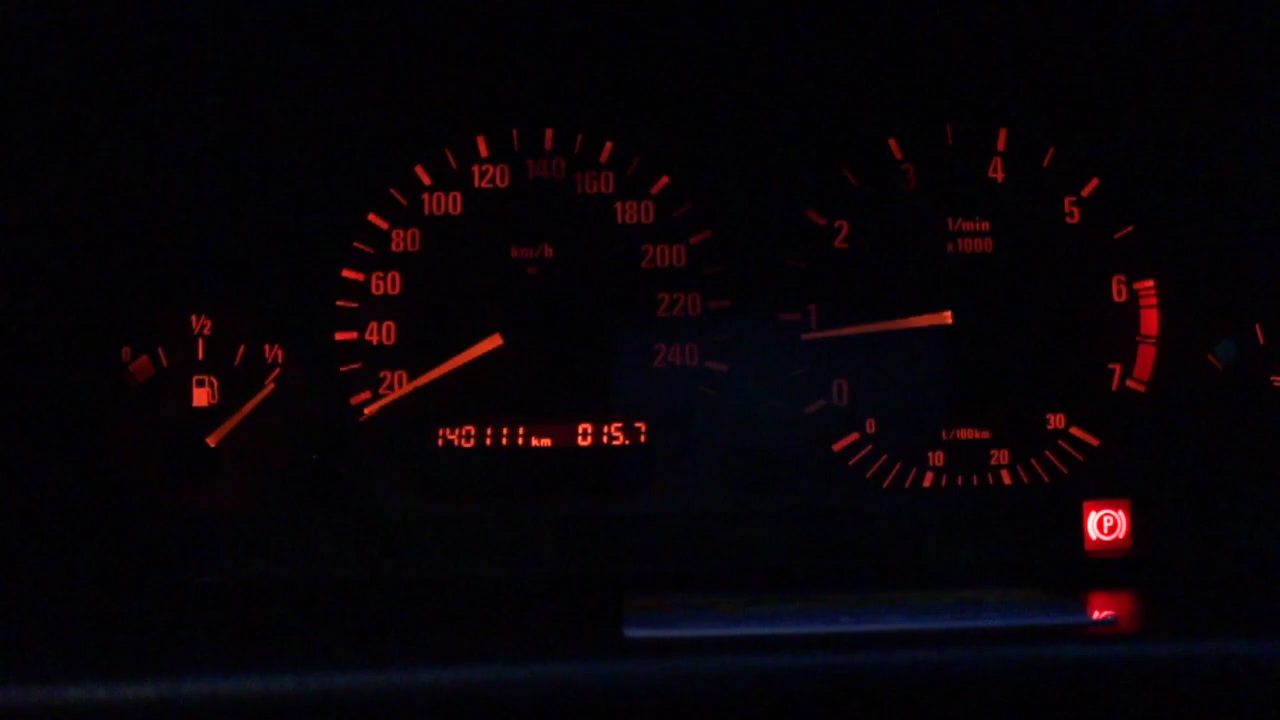 0 1/2 1/1
20 40 60 80 100 120 140 160 180 200 220 240
km/h
140111 km 015.7
0 1 2 3 4 5 6 7
1/min
x1000
0 10 20 30
L/100km
P